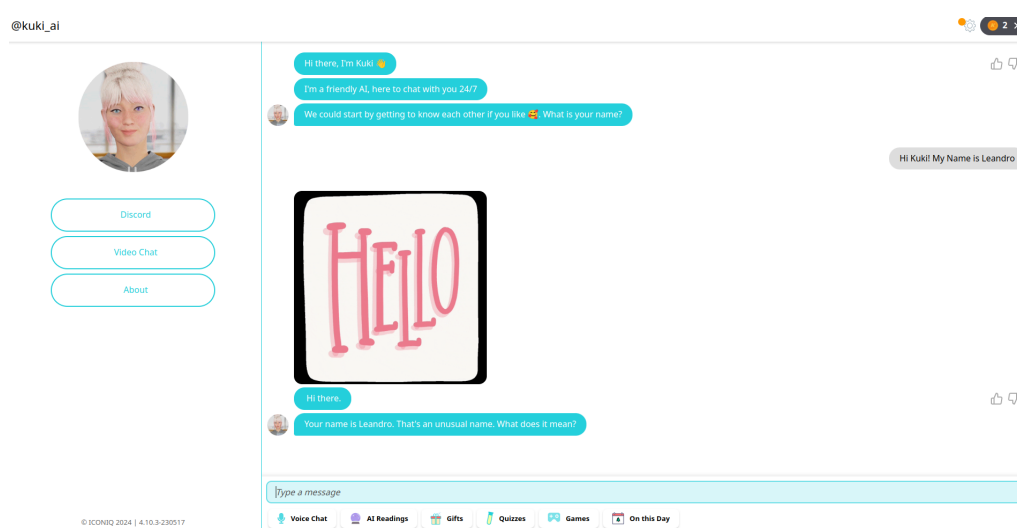 @kuki_ai
2
Hi there, I'm Kuki 👋
I'm a friendly AI, here to chat with you 24/7
We could start by getting to know each other if you like 🥰. What is your name?
Hi Kuki! My Name is Leandro
HELLO
Hi there.
Your name is Leandro. That's an unusual name. What does it mean?
Discord
Video Chat
About
Type a message
Voice Chat AI Readings Gifts Quizzes Games On this Day
© ICONIQ 2024 | 4.10.3-230517